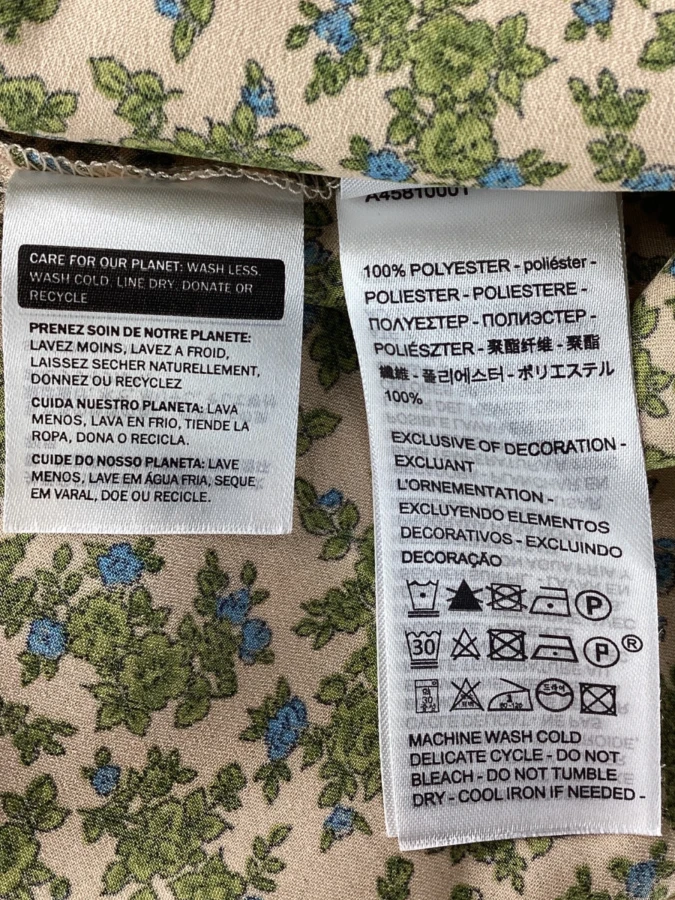 CARE FOR OUR PLANET: WASH LESS.
WASH COLD, LINE DRY, DONATE OR
RECYCLE
PRENEZ SOIN DE NOTRE PLANETE:
LAVEZ MOINS, LAVEZ A FROID,
LAISSEZ SECHER NATURELLEMENT,
DONNEZ OU RECYCLEZ
CUIDA NUESTRO PLANETA: LAVA
MENOS, LAVA EN FRIO, TIENDE LA
ROPA, DONA O RECICLA.
CUIDE DO NOSSO PLANETA: LAVE
MENOS, LAVE EM ÁGUA FRIA, SEQUE
EM VARAL, DOE OU RECICLE.
A45810001
100% POLYESTER - poliéster -
POLIESTER - POLIESTERE -
ΠΟΛΥΕΣΤΕΡ - ПОЛИЭСТЕР -
POLIÉSZTER - 聚酯纤维 - 聚酯
纖維 - 폴리에스터 - ポリエステル
100%
EXCLUSIVE OF DECORATION -
EXCLUANT
L'ORNEMENTATION -
EXCLUYENDO ELEMENTOS
DECORATIVOS - EXCLUINDO
DECORAÇÃO
P
30 P ®
MACHINE WASH COLD
DELICATE CYCLE - DO NOT
BLEACH - DO NOT TUMBLE
DRY - COOL IRON IF NEEDED -